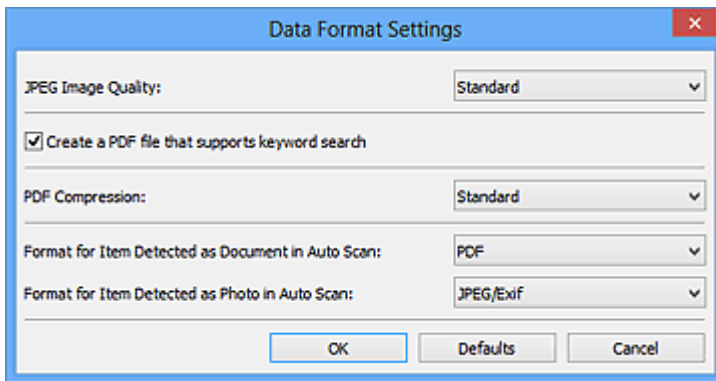 Data Format Settings
JPEG Image Quality: Standard
Create a PDF file that supports keyword search
PDF Compression: Standard
Format for Item Detected as Document in Auto Scan: PDF
Format for Item Detected as Photo in Auto Scan: JPEG/Exif
OK Defaults Cancel